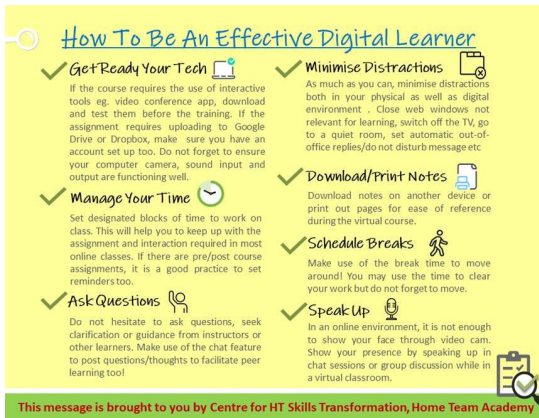 How To Be An Effective Digital Learner
Get Ready Your Tech
If the course requires the use of interactive
tools eg. video conference app, download
and test them before the training. If the
assignment requires uploading to Google
Drive or Dropbox, make sure you have an
account set up too. Do not forget to ensure
your computer camera, sound input and
output are functioning well.
Manage Your Time
Set designated blocks of time to work on
class. This will help you to keep up with the
assignment and interaction required in most
online classes. If there are pre/post course
assignments, it is a good practice to set
reminders too.
Ask Questions
Do not hesitate to ask questions, seek
clarification or guidance from instructors or
other learners. Make use of the chat feature
to post questions/thoughts to facilitate peer
learning too!
Minimise Distractions
As much as you can, minimise distractions
both in your physical as well as digital
environment . Close web windows not
relevant for learning, switch off the TV, go
to a quiet room, set automatic out-of-
office replies/do not disturb message etc
Download/Print Notes
Download notes on another device or
print out pages for ease of reference
during the virtual course.
Schedule Breaks
Make use of the break time to move
around! You may use the time to clear
your work but do not forget to move.
Speak Up
In an online environment, it is not enough
to show your face through video cam.
Show your presence by speaking up in
chat sessions or group discussion while in
a virtual classroom.
This message is brought to you by Centre for HT Skills Transformation, Home Team Academy